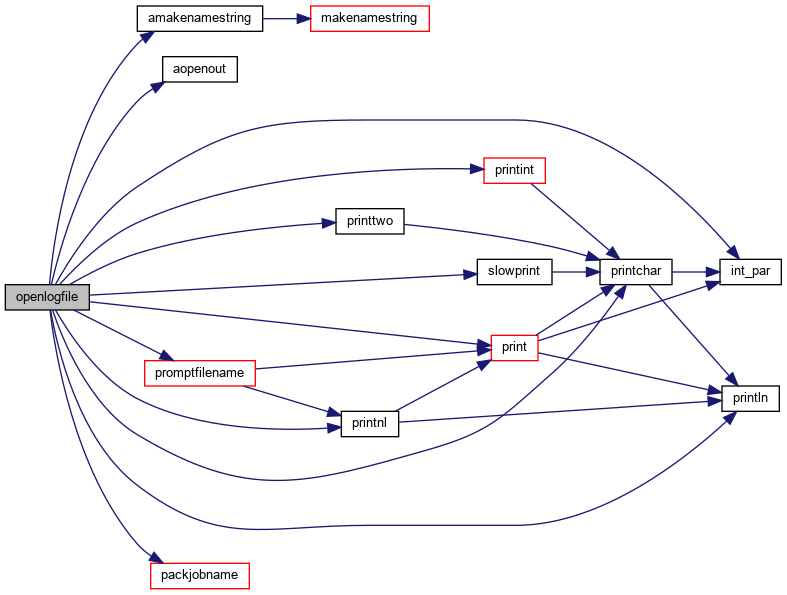 amakenamestring
makenamestring
aopenout
printint
printtwo
slowprint
printchar
int_par
openlogfile
print
promptfilename
println
printnl
packjobname